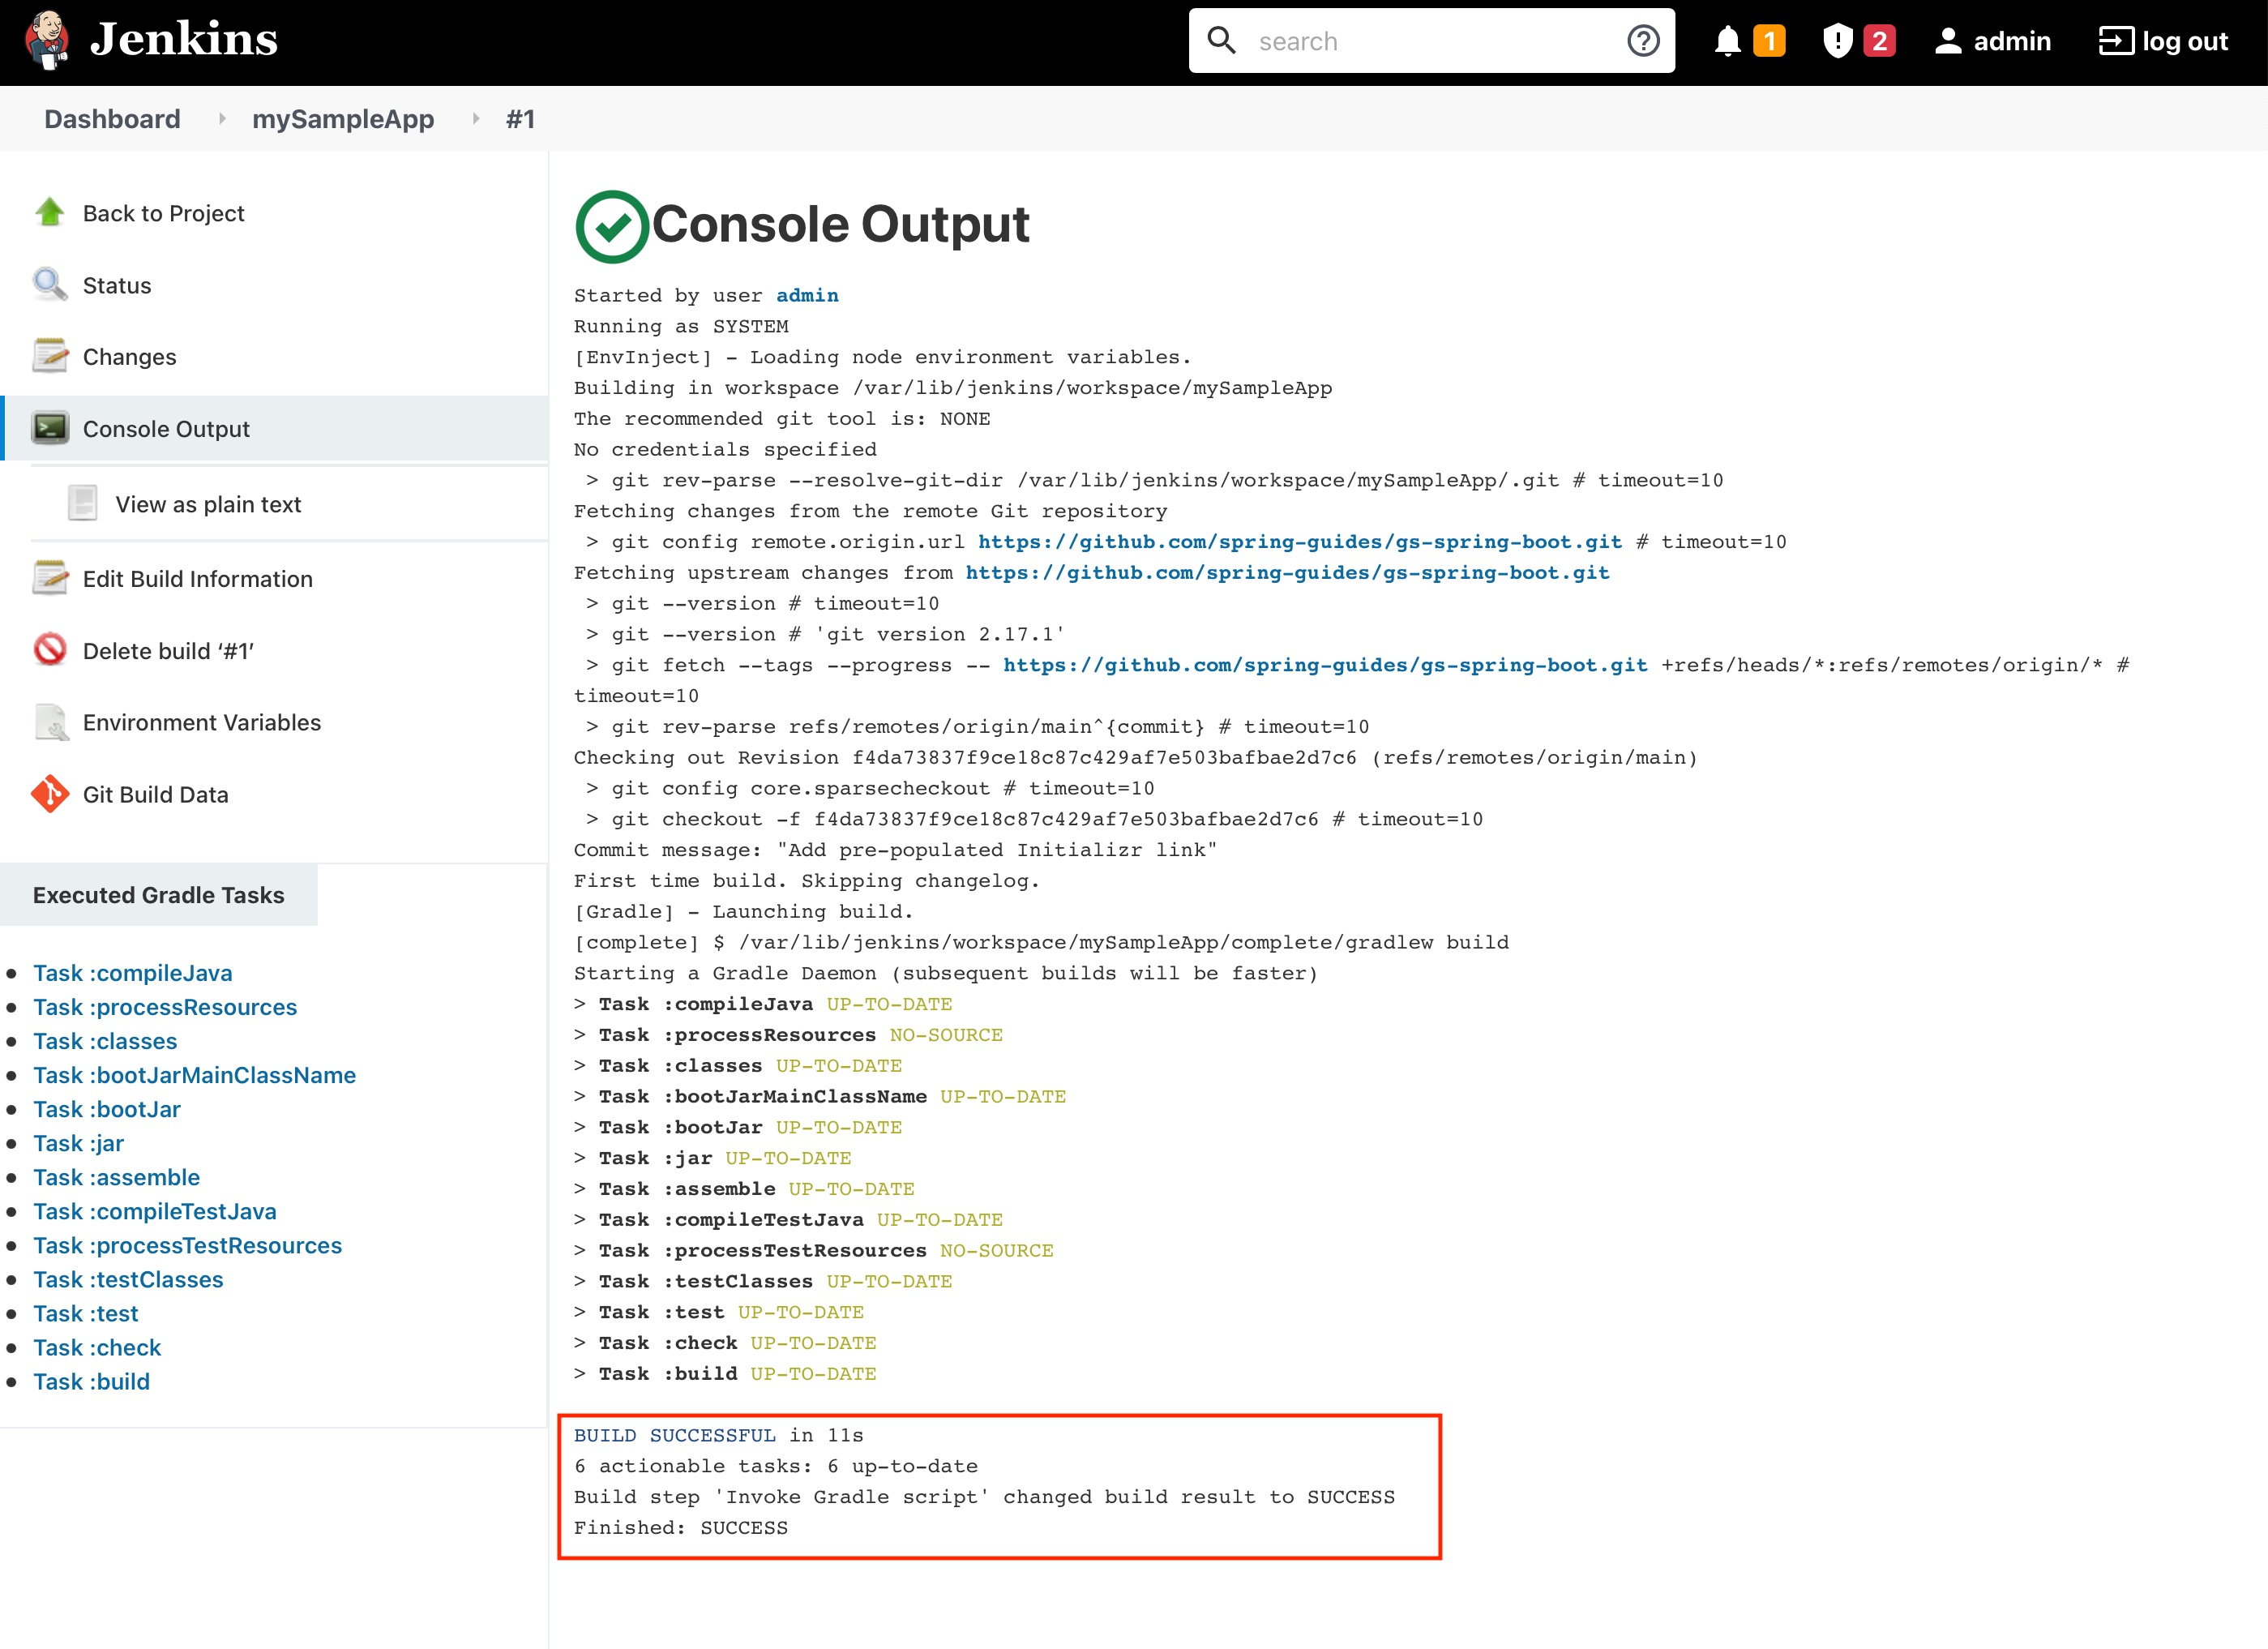 Jenkins
search
1
2
admin
log out
Dashboard
mySampleApp
#1
Back to Project
Status
Changes
Console Output
View as plain text
Edit Build Information
Delete build ‘#1’
Environment Variables
Git Build Data
Executed Gradle Tasks
Task :compileJava
Task :processResources
Task :classes
Task :bootJarMainClassName
Task :bootJar
Task :jar
Task :assemble
Task :compileTestJava
Task :processTestResources
Task :testClasses
Task :test
Task :check
Task :build
Console Output
Started by user admin
Running as SYSTEM
[EnvInject] - Loading node environment variables.
Building in workspace /var/lib/jenkins/workspace/mySampleApp
The recommended git tool is: NONE
No credentials specified
> git rev-parse --resolve-git-dir /var/lib/jenkins/workspace/mySampleApp/.git # timeout=10
Fetching changes from the remote Git repository
> git config remote.origin.url https://github.com/spring-guides/gs-spring-boot.git # timeout=10
Fetching upstream changes from https://github.com/spring-guides/gs-spring-boot.git
> git --version # timeout=10
> git --version # 'git version 2.17.1'
> git fetch --tags --progress -- https://github.com/spring-guides/gs-spring-boot.git +refs/heads/*:refs/remotes/origin/* #
timeout=10
> git rev-parse refs/remotes/origin/main^{commit} # timeout=10
Checking out Revision f4da73837f9ce18c87c429af7e503bafbae2d7c6 (refs/remotes/origin/main)
> git config core.sparsecheckout # timeout=10
> git checkout -f f4da73837f9ce18c87c429af7e503bafbae2d7c6 # timeout=10
Commit message: "Add pre-populated Initializr link"
First time build. Skipping changelog.
[Gradle] - Launching build.
[complete] $ /var/lib/jenkins/workspace/mySampleApp/complete/gradlew build
Starting a Gradle Daemon (subsequent builds will be faster)
> Task :compileJava UP-TO-DATE
> Task :processResources NO-SOURCE
> Task :classes UP-TO-DATE
> Task :bootJarMainClassName UP-TO-DATE
> Task :bootJar UP-TO-DATE
> Task :jar UP-TO-DATE
> Task :assemble UP-TO-DATE
> Task :compileTestJava UP-TO-DATE
> Task :processTestResources NO-SOURCE
> Task :testClasses UP-TO-DATE
> Task :test UP-TO-DATE
> Task :check UP-TO-DATE
> Task :build UP-TO-DATE
BUILD SUCCESSFUL in 11s
6 actionable tasks: 6 up-to-date
Build step 'Invoke Gradle script' changed build result to SUCCESS
Finished: SUCCESS